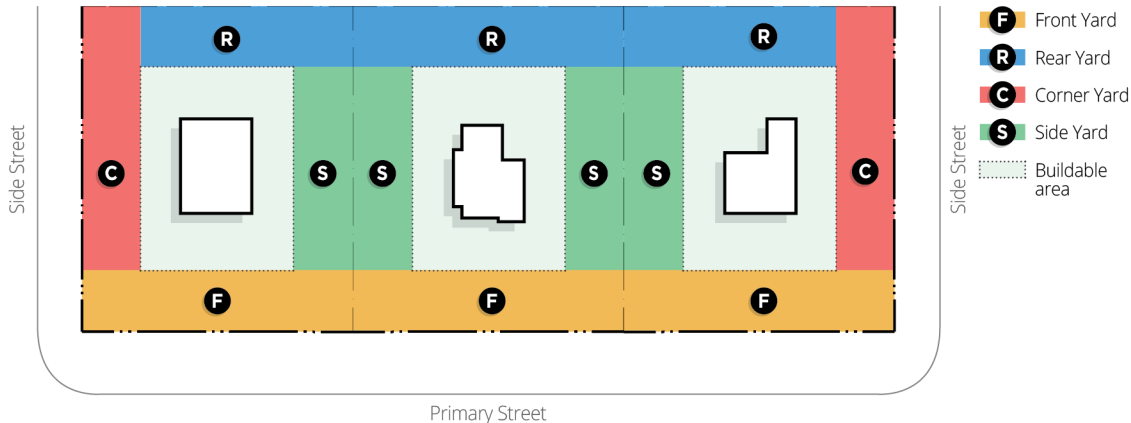 R
R
R
C
S
S
S
S
C
F
F
F
Side Street
Side Street
Primary Street
F Front Yard
R Rear Yard
C Corner Yard
S Side Yard
Buildable
area